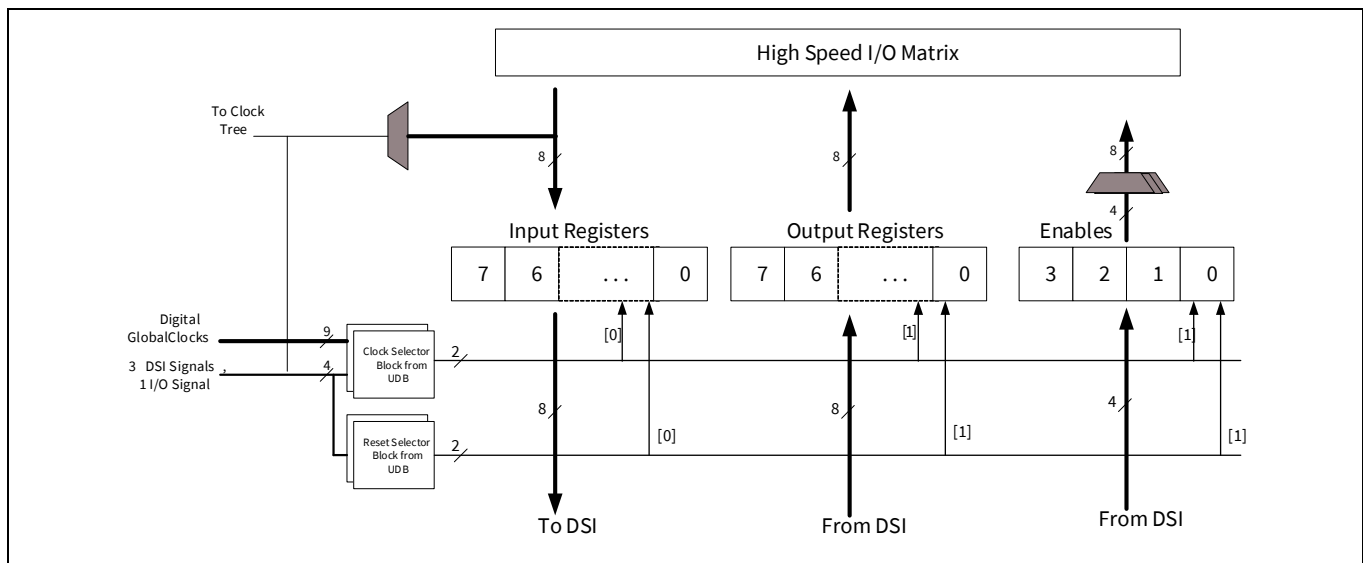 High Speed I/O Matrix
To Clock
Tree
8
8
8
4
Input Registers
Output Registers
Enables
7 6 ... 0
7 6 ... 0
3 2 1 0
Digital
GlobalClocks
9
[0]
[1]
[1]
3 DSI Signals ,
1 I/O Signal
4
Clock Selector
Block from
UDB
2
8
8
4
Reset Selector
Block from
UDB
2
[0]
[1]
[1]
To DSI
From DSI
From DSI